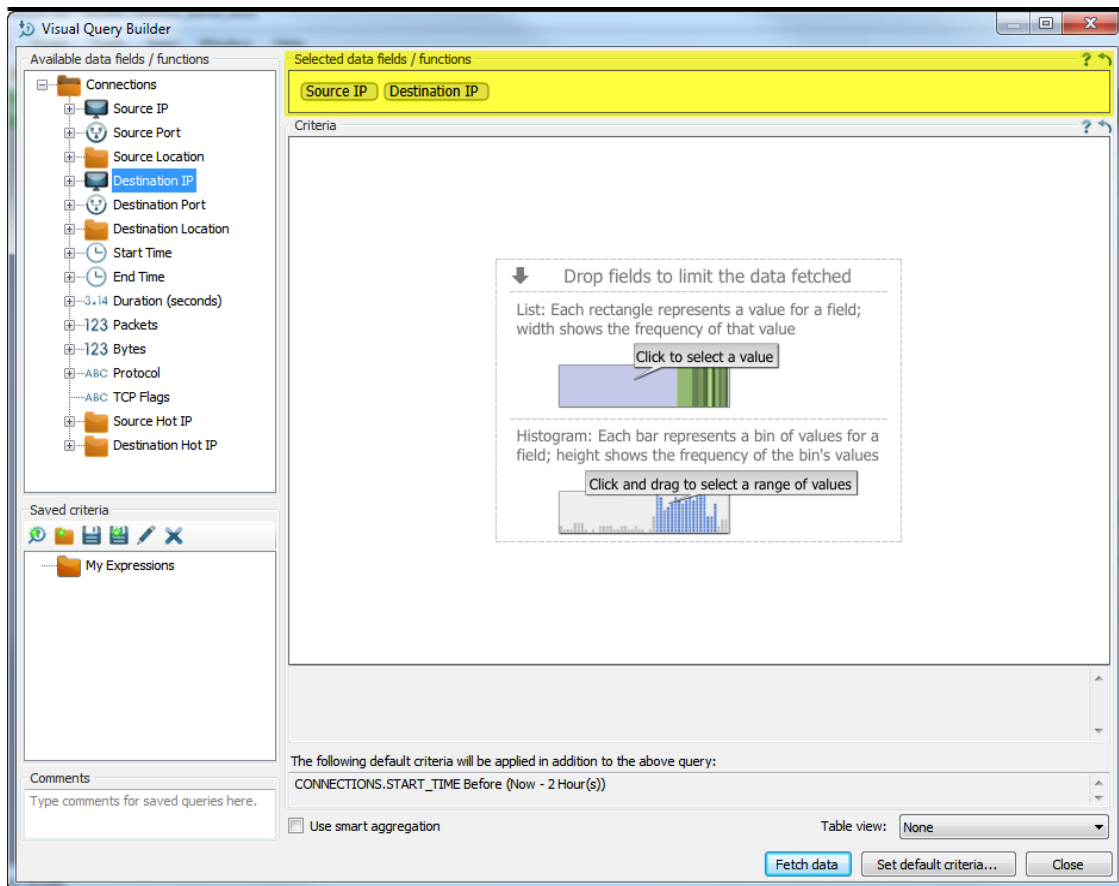 Visual Query Builder
Available data fields / functions
Connections
Source IP
Source Port
Source Location
Destination IP
Destination Port
Destination Location
Start Time
End Time
3.14 Duration (seconds)
123 Packets
123 Bytes
ABC Protocol
ABC TCP Flags
Source Hot IP
Destination Hot IP
Saved criteria
My Expressions
Comments
Type comments for saved queries here.
Selected data fields / functions ?
Source IP Destination IP
Criteria ?
Drop fields to limit the data fetched
List: Each rectangle represents a value for a field;
width shows the frequency of that value
Click to select a value
Histogram: Each bar represents a bin of values for a
field; height shows the frequency of the bin's values
Click and drag to select a range of values
The following default criteria will be applied in addition to the above query:
CONNECTIONS.START_TIME Before (Now - 2 Hour(s))
Use smart aggregation Table view: None
Fetch data Set default criteria... Close